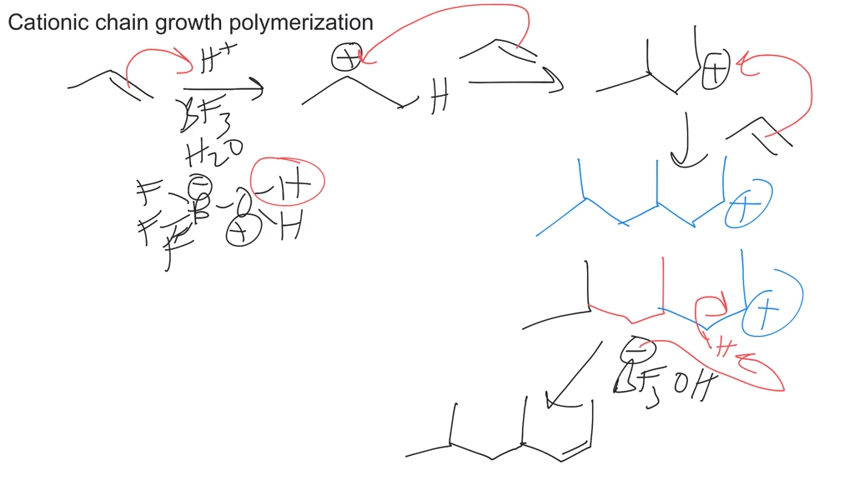 Cationic chain growth polymerization
H+
+
H
+
BF3
H2O
F
-
H
F
B
O
F
+
H
+
+
H
-
BF3OH